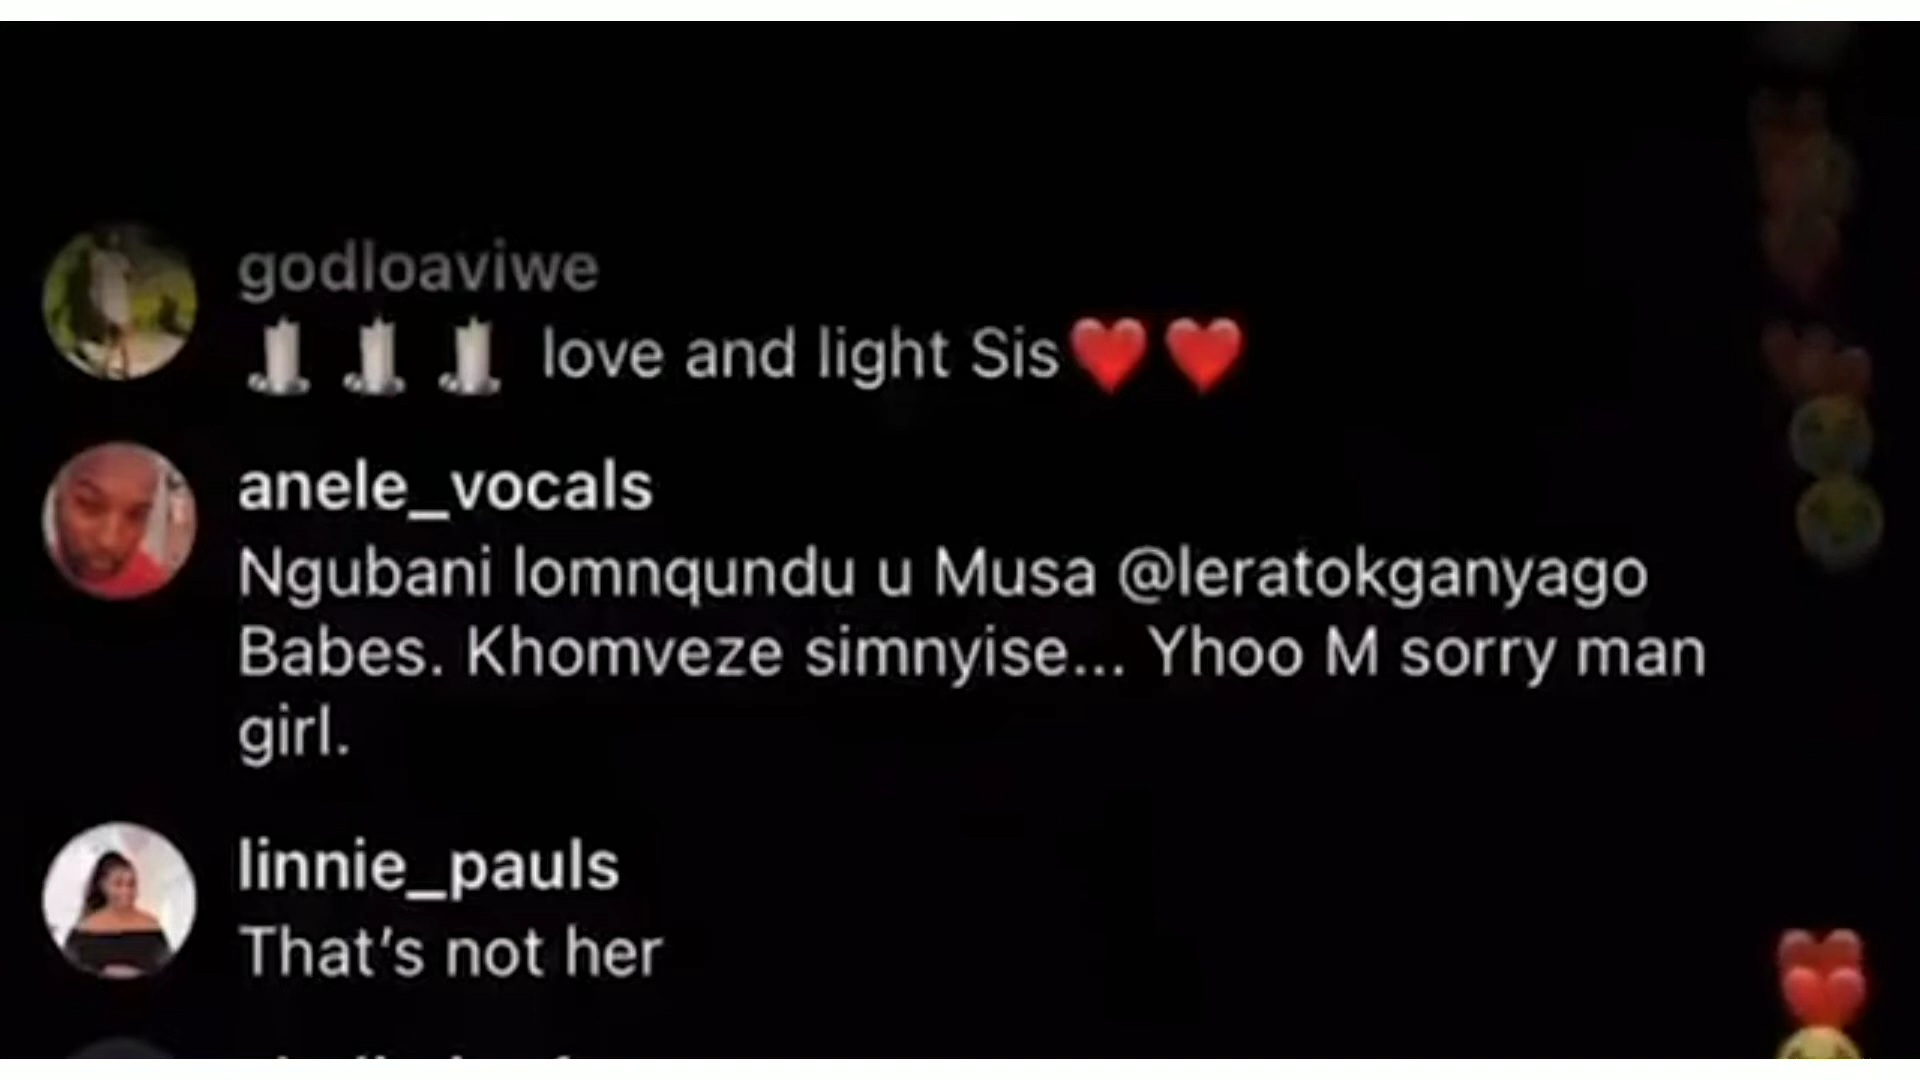 godloaviwe
🕯️🕯️🕯️ love and light Sis❤️❤️
anele_vocals
Ngubani lomnqundu u Musa @leratokganyago
Babes. Khomveze simnyise... Yhoo M sorry man
girl.
linnie_pauls
That's not her